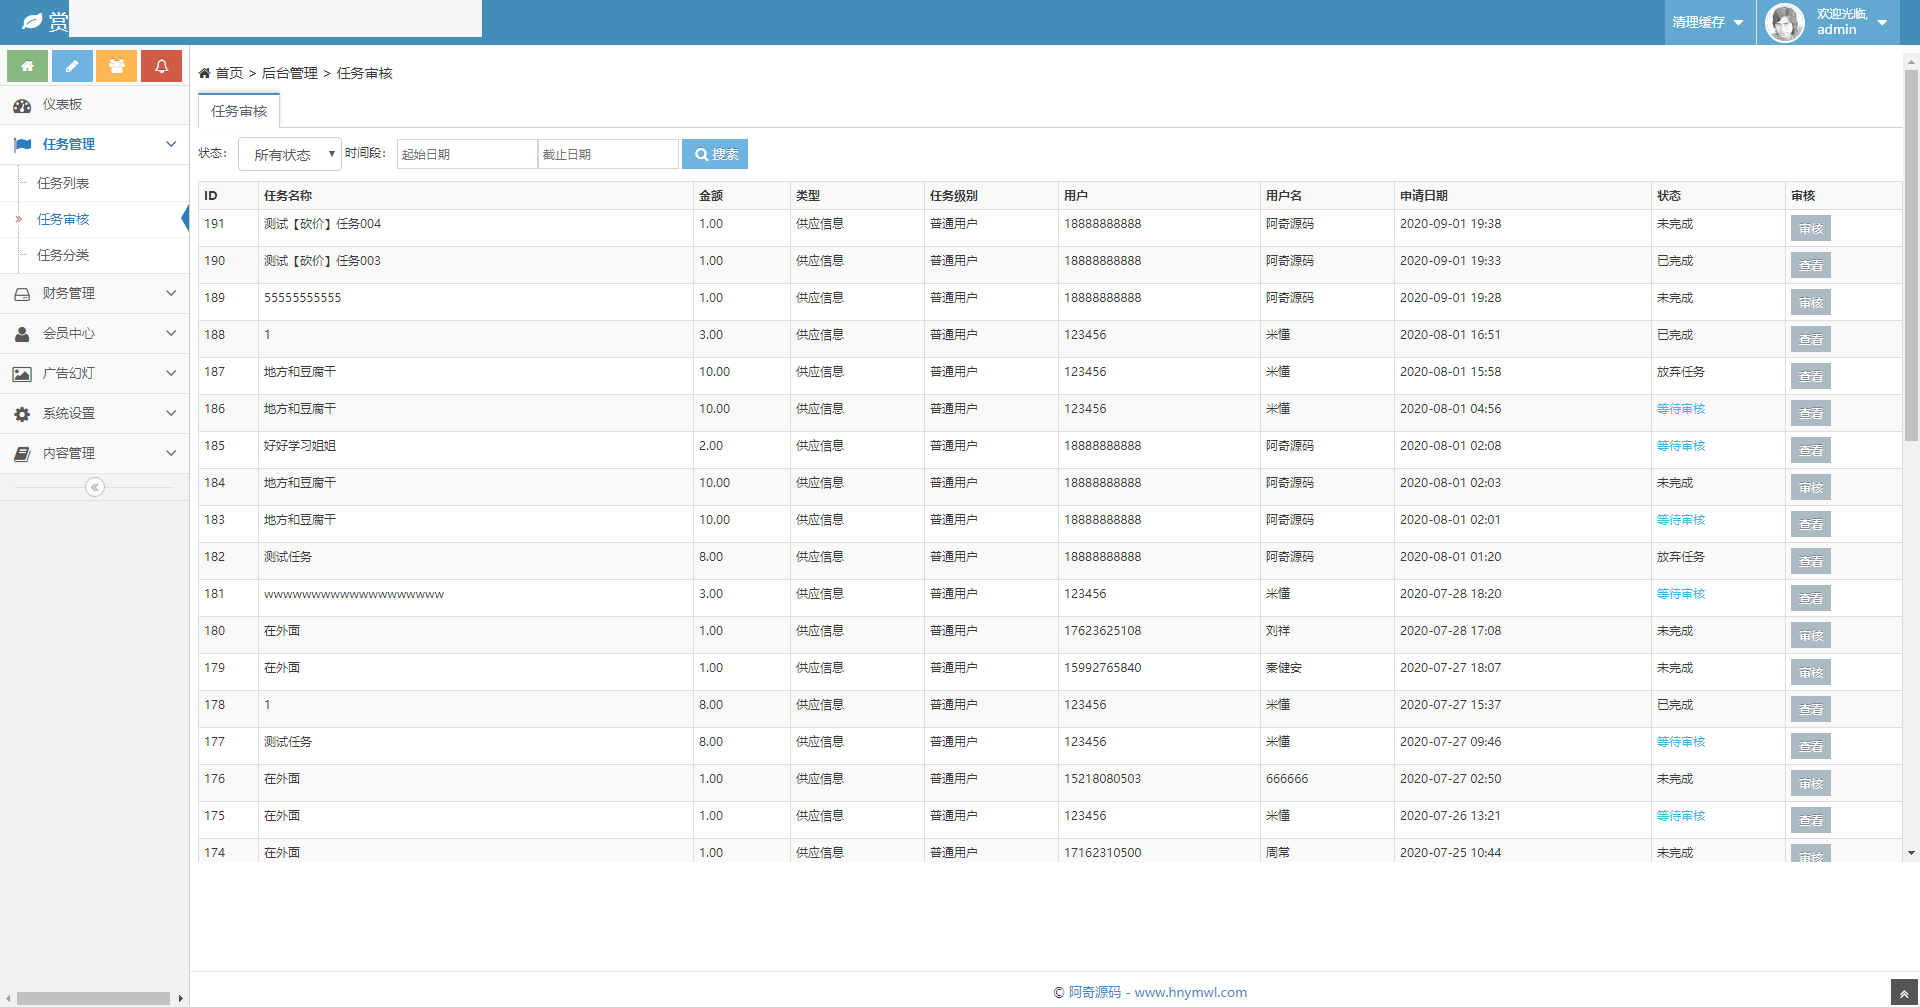 赏
清理缓存
欢迎光临,
admin
首页 > 后台管理 > 任务审核
仪表板
任务管理
任务列表
任务审核
任务分类
财务管理
会员中心
广告幻灯
系统设置
内容管理
任务审核
状态： 所有状态 时间段： 起始日期 截止日期 搜索
ID 任务名称 金额 类型 任务级别 用户 用户名 申请日期 状态 审核
191 测试【砍价】任务004 1.00 供应信息 普通用户 18888888888 阿奇源码 2020-09-01 19:38 未完成 审核
190 测试【砍价】任务003 1.00 供应信息 普通用户 18888888888 阿奇源码 2020-09-01 19:33 已完成 查看
189 55555555555 1.00 供应信息 普通用户 18888888888 阿奇源码 2020-09-01 19:28 未完成 审核
188 1 3.00 供应信息 普通用户 123456 米懂 2020-08-01 16:51 已完成 查看
187 地方和豆腐干 10.00 供应信息 普通用户 123456 米懂 2020-08-01 15:58 放弃任务 查看
186 地方和豆腐干 10.00 供应信息 普通用户 123456 米懂 2020-08-01 04:56 等待审核 查看
185 好好学习姐姐 2.00 供应信息 普通用户 18888888888 阿奇源码 2020-08-01 02:08 等待审核 查看
184 地方和豆腐干 10.00 供应信息 普通用户 18888888888 阿奇源码 2020-08-01 02:03 未完成 审核
183 地方和豆腐干 10.00 供应信息 普通用户 18888888888 阿奇源码 2020-08-01 02:01 等待审核 查看
182 测试任务 8.00 供应信息 普通用户 18888888888 阿奇源码 2020-08-01 01:20 放弃任务 查看
181 wwwwwwwwwwwwwwwwwww 3.00 供应信息 普通用户 123456 米懂 2020-07-28 18:20 等待审核 查看
180 在外面 1.00 供应信息 普通用户 17623625108 刘祥 2020-07-28 17:08 未完成 审核
179 在外面 1.00 供应信息 普通用户 15992765840 秦健安 2020-07-27 18:07 未完成 审核
178 1 8.00 供应信息 普通用户 123456 米懂 2020-07-27 15:37 已完成 查看
177 测试任务 8.00 供应信息 普通用户 123456 米懂 2020-07-27 09:46 等待审核 查看
176 在外面 1.00 供应信息 普通用户 15218080503 666666 2020-07-27 02:50 未完成 审核
175 在外面 1.00 供应信息 普通用户 123456 米懂 2020-07-26 13:21 等待审核 查看
174 在外面 1.00 供应信息 普通用户 17162310500 周常 2020-07-25 10:44 未完成 审核
© 阿奇源码 - www.hnymwl.com